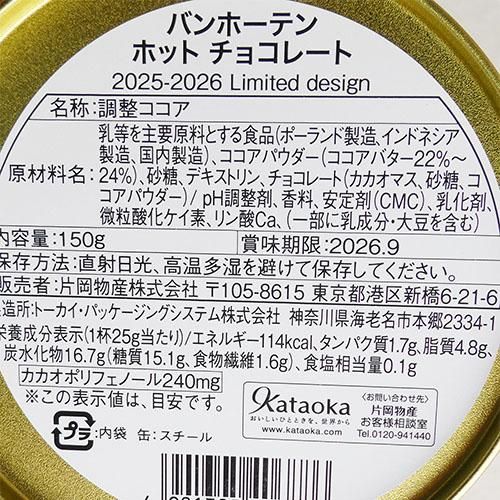 バンホーテン
ホット チョコレート
2025-2026 Limited design
名称:調整ココア
乳等を主要原料とする食品(ポーランド製造、インドネシア
製造、国内製造)、ココアパウダー(ココアバター22%〜
原材料名:24%)、砂糖、デキストリン、チョコレート(カカオマス、砂糖、コ
コアパウダー)/pH調整剤、香料、安定剤(CMC)、乳化剤、
微粒酸化ケイ素、リン酸Ca、(一部に乳成分・大豆を含む)
内容量:150g 賞味期限:2026.9
保存方法:直射日光、高温多湿を避けて保存してください。
販売者:片岡物産株式会社 〒105-8615 東京都港区新橋6-21-6
製造所:トーカイ・パッケージングシステム株式会社 神奈川県海老名市本郷2334-1
栄養成分表示(1杯25g当たり)/エネルギー114kcal、タンパク質1.7g、脂質4.8g、
炭水化物16.7g(糖質15.1g、食物繊維1.6g)、食塩相当量0.1g
カカオポリフェノール240mg
※この表示値は、目安です。
プラ 内袋 缶:スチール
Kataoka
おいしいひとときを、世界から
www.kataoka.com
〈お問い合わせ先〉
片岡物産
お客様相談室
Tel.0120-941440